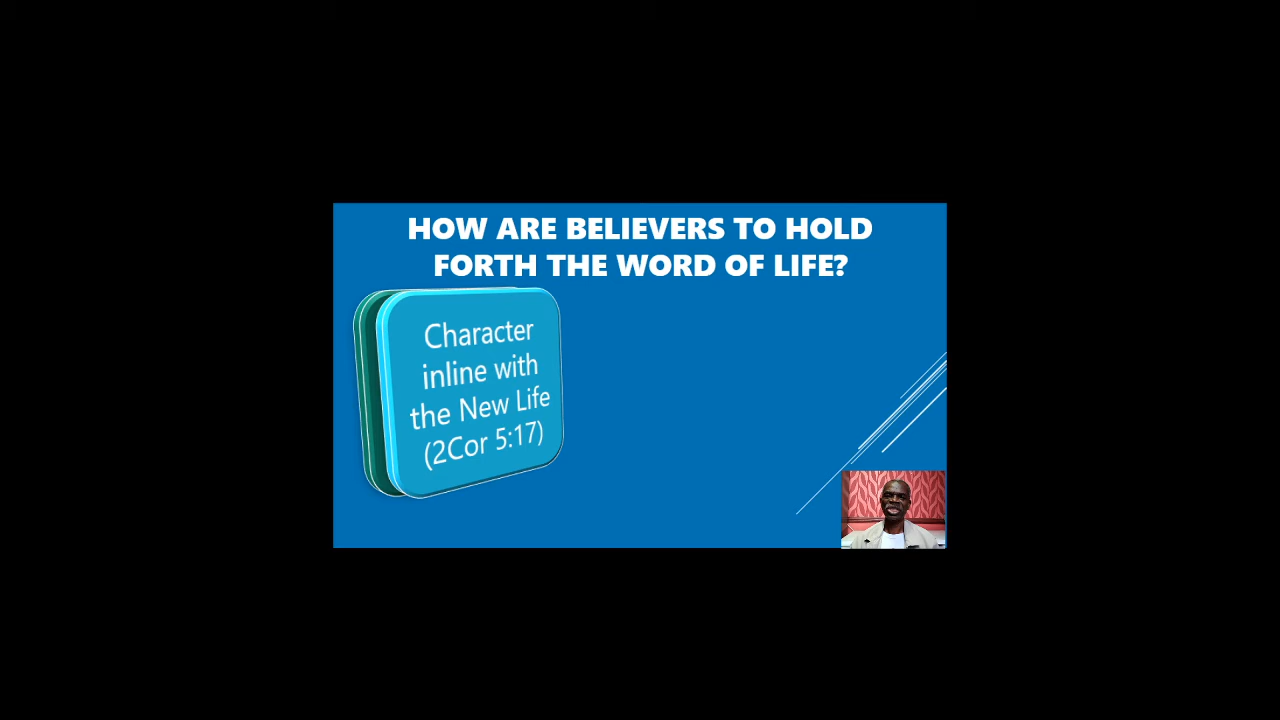 HOW ARE BELIEVERS TO HOLD
FORTH THE WORD OF LIFE?
Character
inline with
the New Life
(2Cor 5:17)